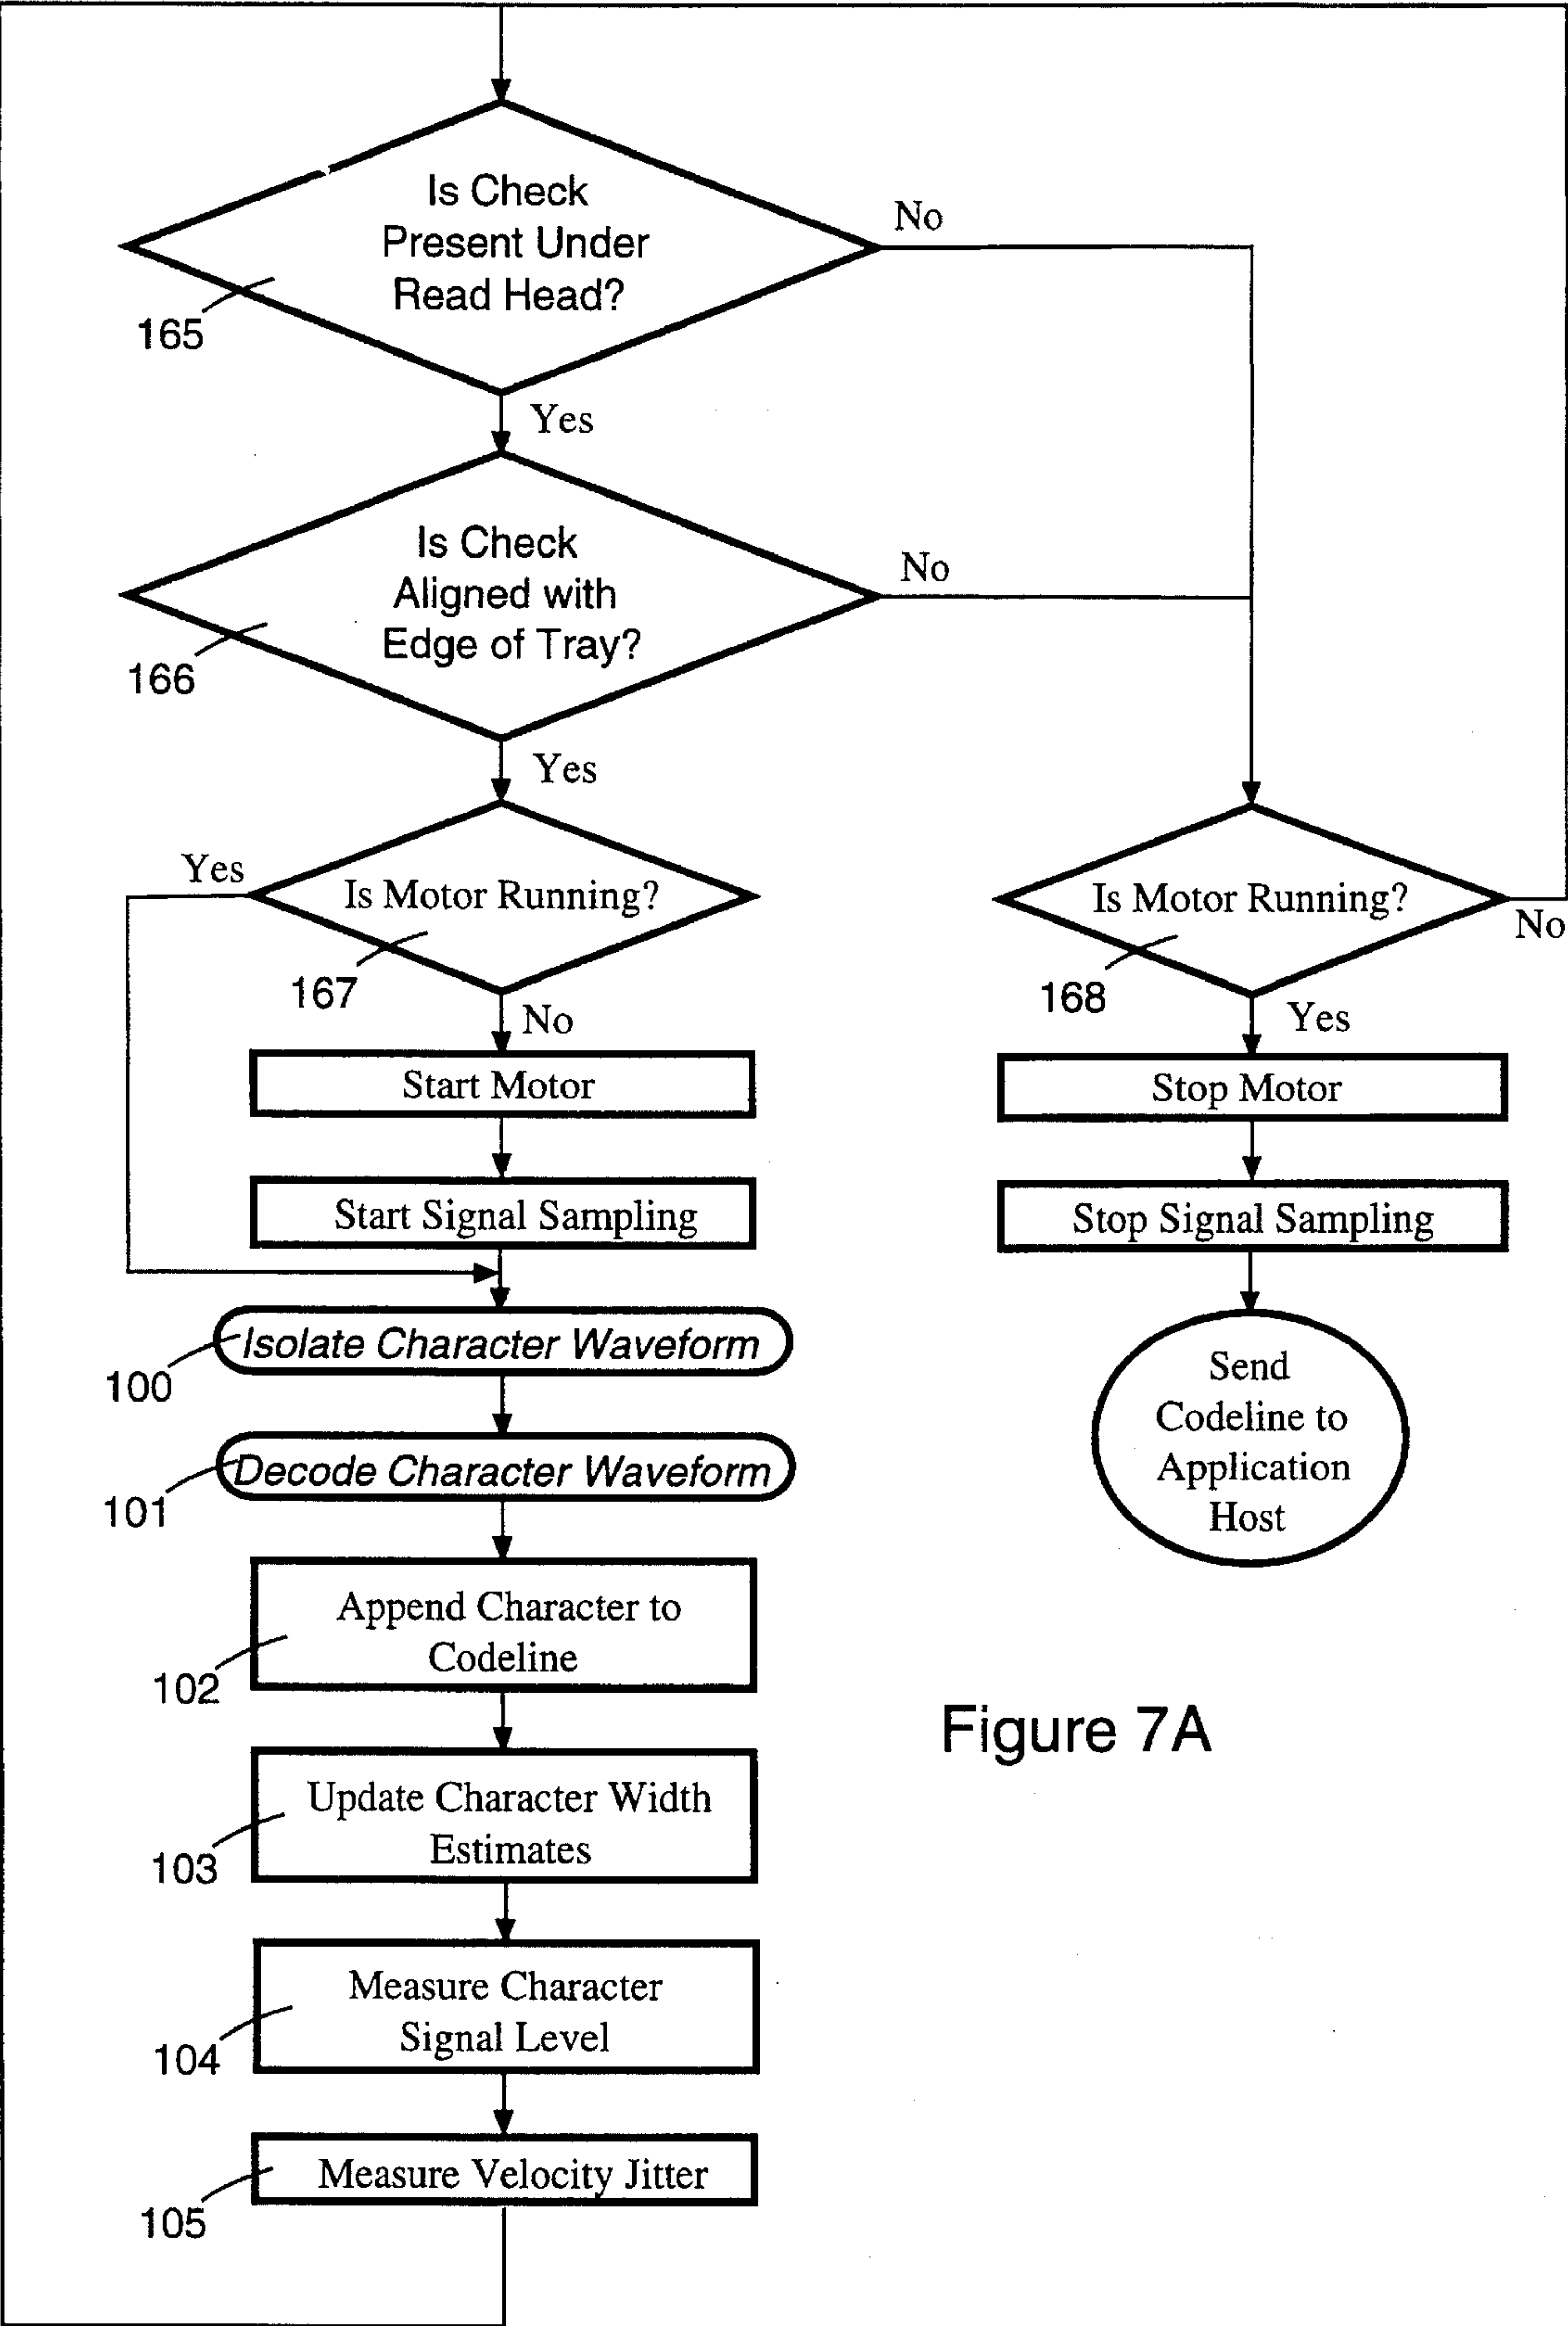 Is Check
Present Under
Read Head?
No
165
Yes
Is Check
Aligned with
Edge of Tray?
No
166
Yes
Yes
Is Motor Running?
167
No
Is Motor Running?
No
168
Yes
Start Motor
Stop Motor
Start Signal Sampling
Stop Signal Sampling
Isolate Character Waveform
100
Send
Codeline to
Application
Host
Decode Character Waveform
101
Append Character to
Codeline
102
Figure 7A
Update Character Width
Estimates
103
Measure Character
Signal Level
104
Measure Velocity Jitter
105